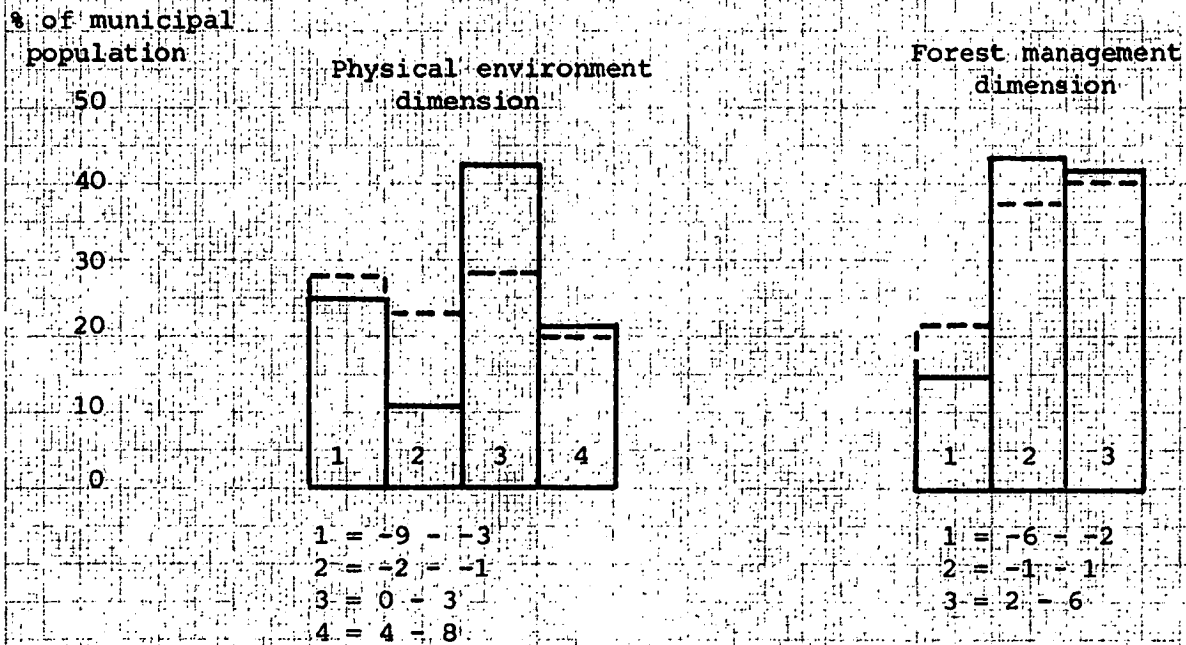 % of municipal
population
Physical environment
dimension
Forest management
dimension
50
40
30
20
10
0
1 2 3 4
1 2 3
1 = -9 - -3
2 = -2 - -1
3 = 0 - 3
4 = 4 - 8
1 = -6 - -2
2 = -1 - 1
3 = 2 - 6